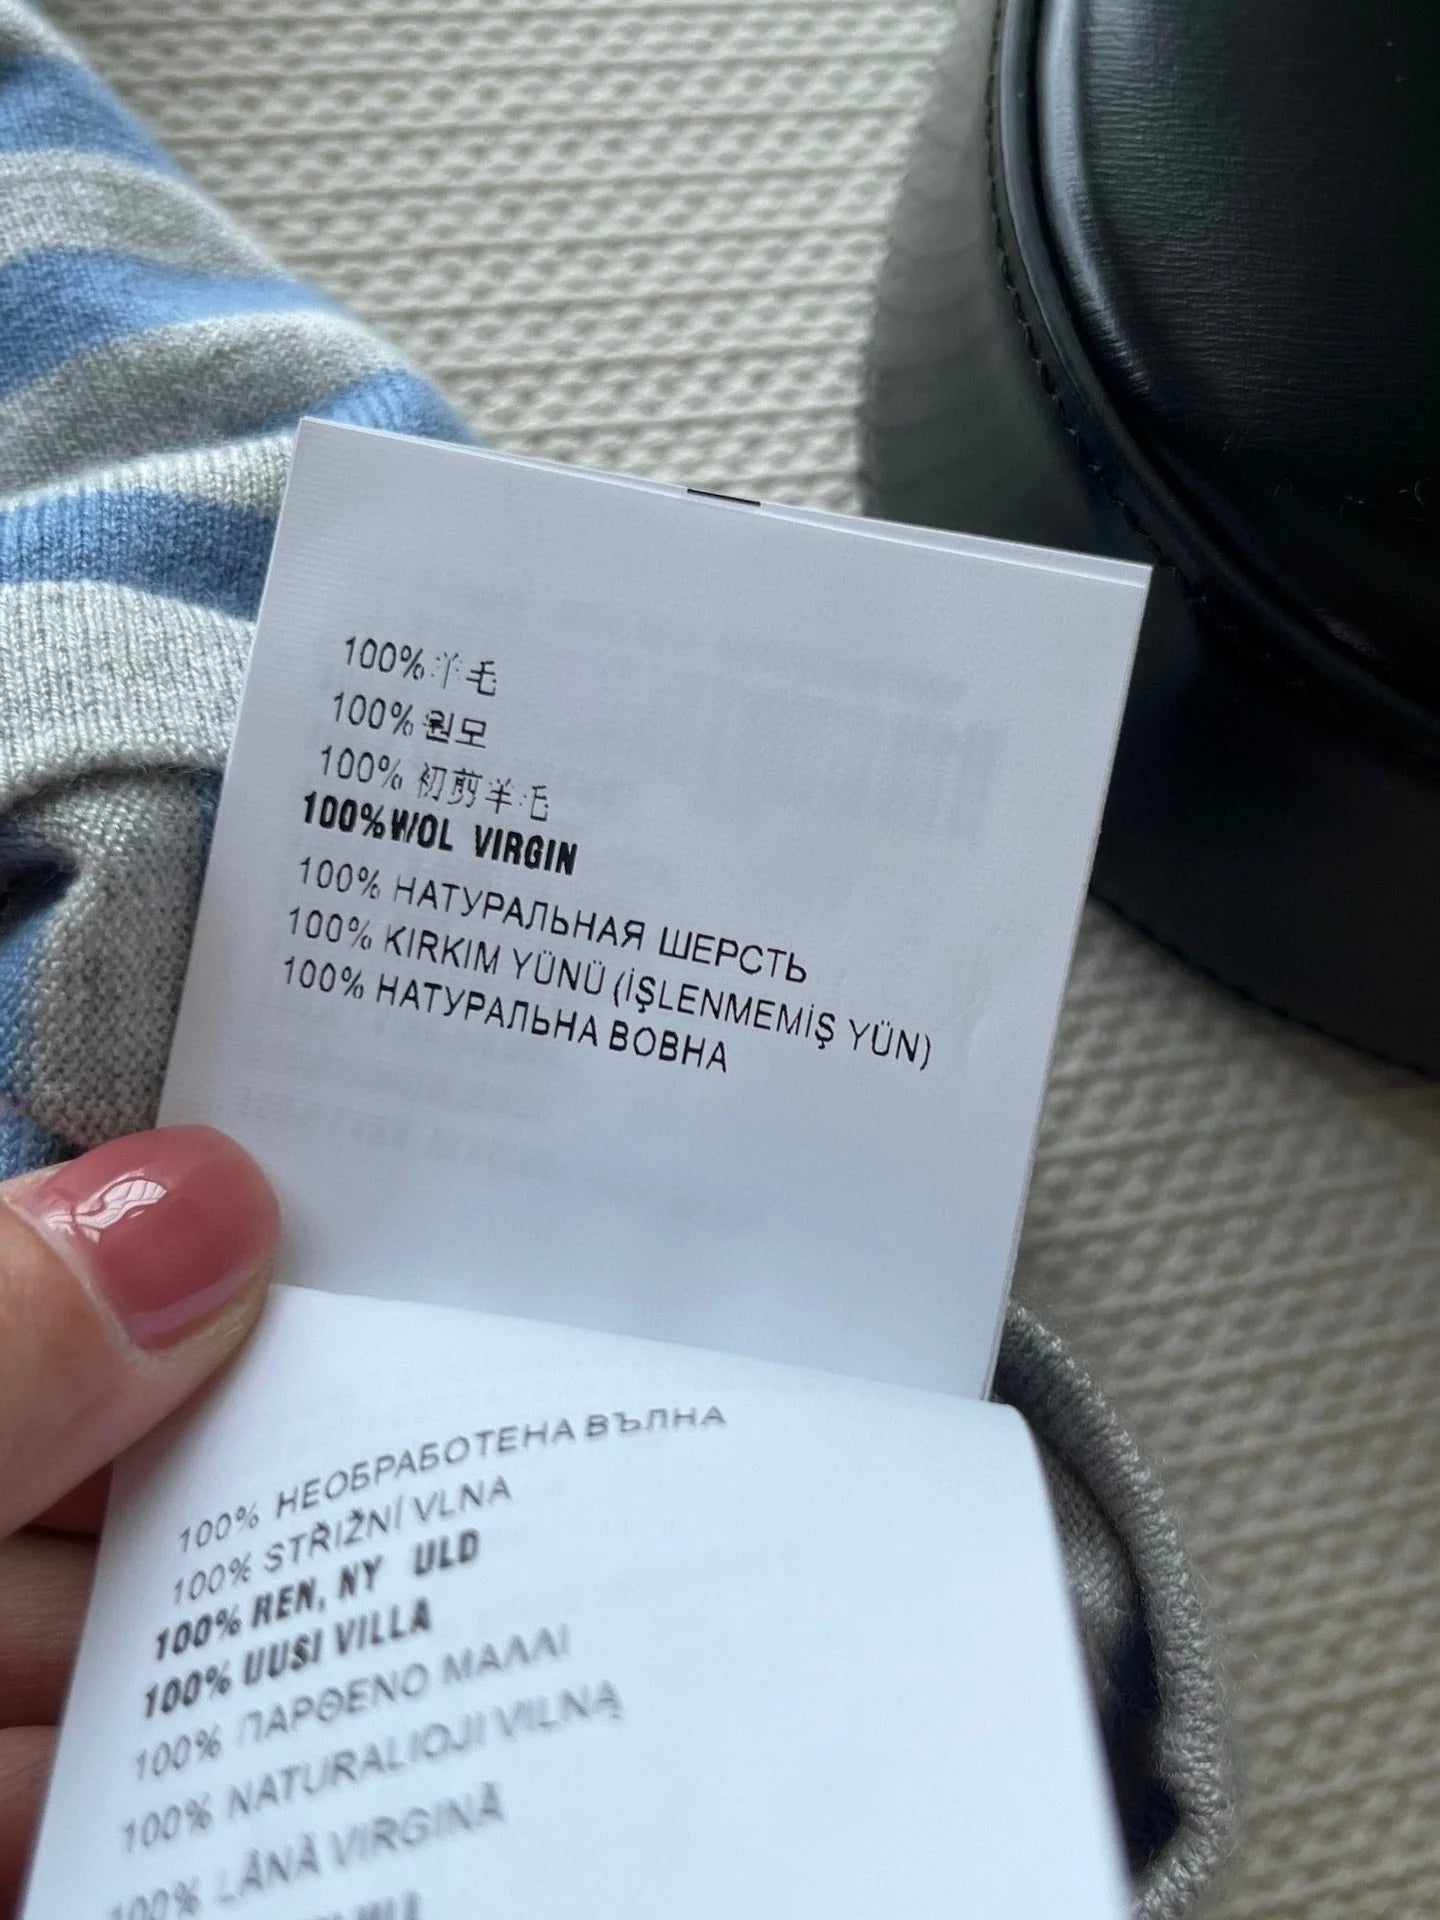 100%羊毛
100%원모
100% 初剪羊毛
100%WOL VIRGIN
100% НАТУРАЛЬНАЯ ШЕРСТЬ
100% KIRKIM YÜNÜ (İŞLENMEMİŞ YÜN)
100% НАТУРАЛЬНА ВОВНА
100% НЕОБРАБОТЕНА ВЪЛНА
100% STŘIŽNÍ VLNA
100% REN, NY ULD
100% UUSI VILLA
100% ΠΑΡΘΕΝΟ ΜΑΛΛΙ
100% NATURALIOJI VILNĄ
100% LÂNĂ VIRGINĂ